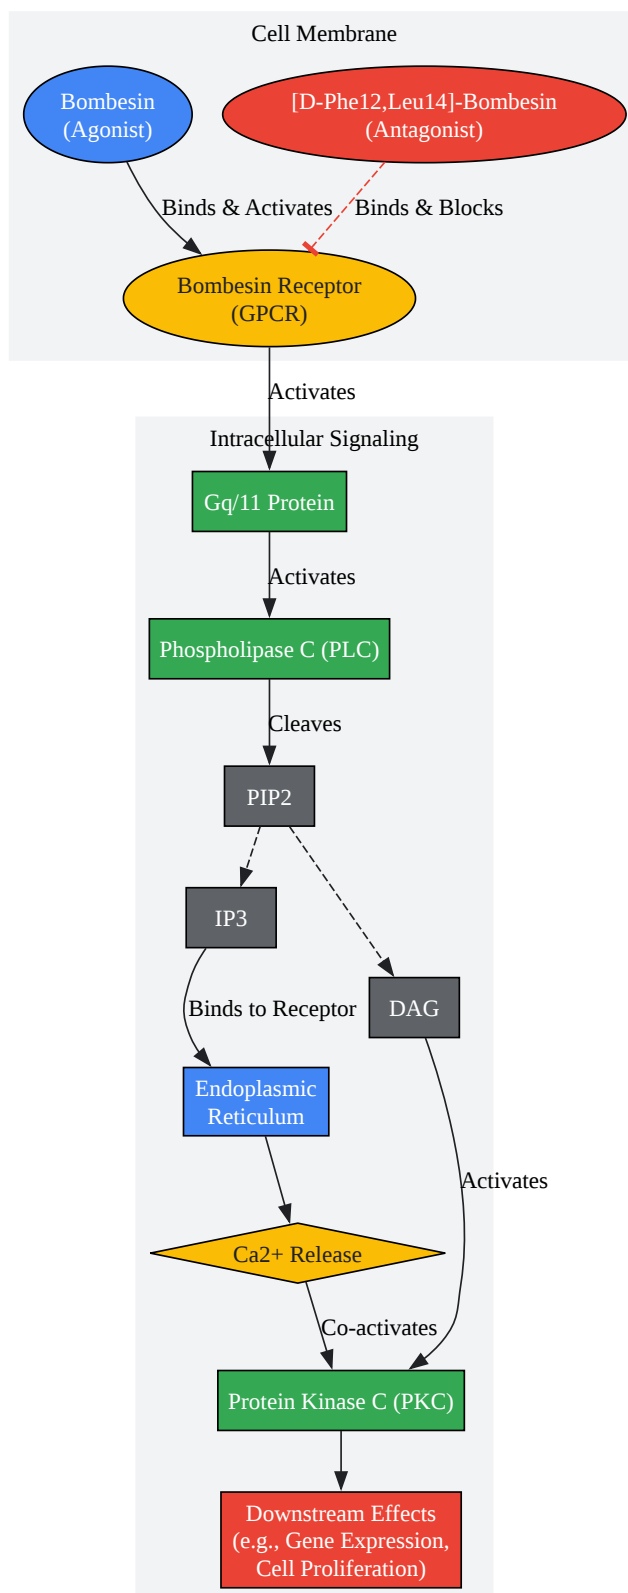 Cell Membrane
Bombesin
(Agonist)
[D-Phe12,Leu14]-Bombesin
(Antagonist)
Binds & Activates
Binds & Blocks
Bombesin Receptor
(GPCR)
Activates
Intracellular Signaling
Gq/11 Protein
Activates
Phospholipase C (PLC)
Cleaves
PIP2
IP3
DAG
Binds to Receptor
Endoplasmic
Reticulum
Activates
Ca2+ Release
Co-activates
Protein Kinase C (PKC)
Downstream Effects
(e.g., Gene Expression,
Cell Proliferation)